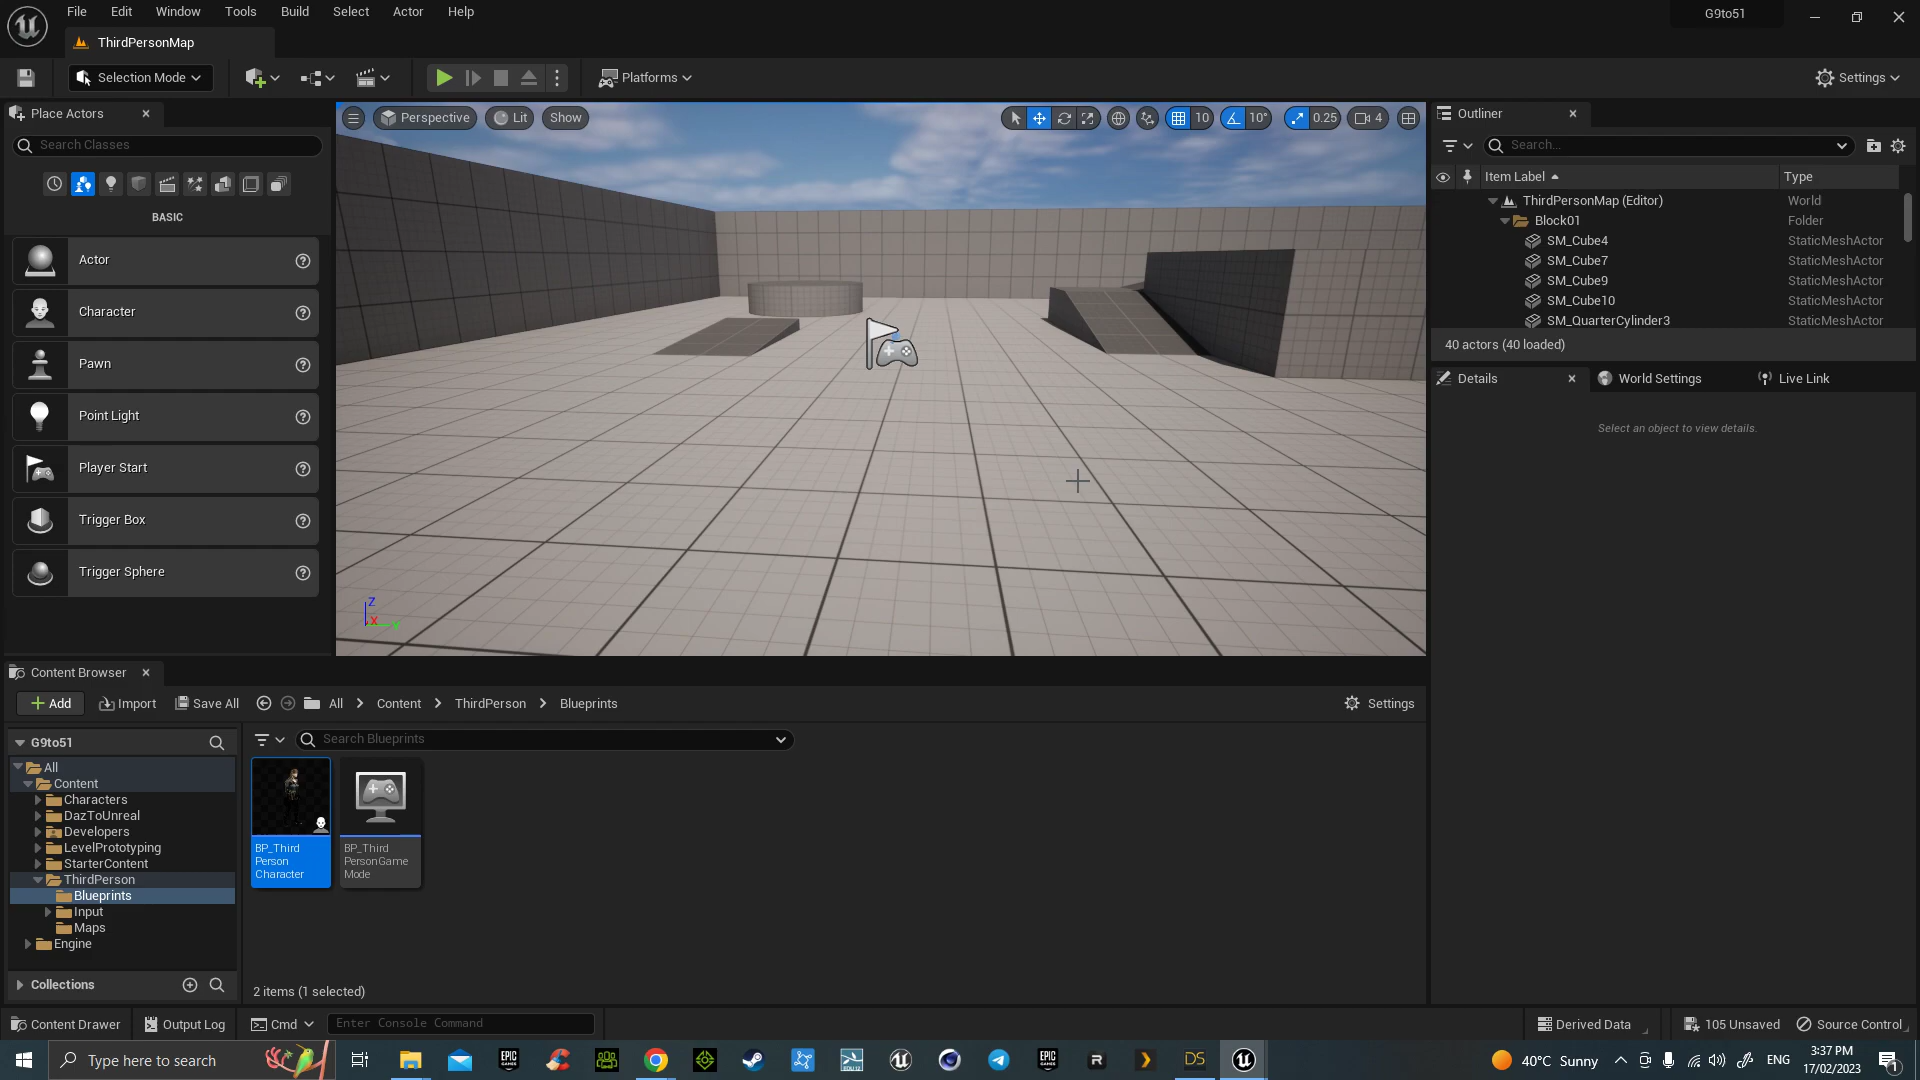 File Edit Window Tools Build Select Actor Help
G9to51
ThirdPersonMap
Selection Mode
Platforms
Settings
Place Actors
Search Classes
BASIC
Actor
Character
Pawn
Point Light
Player Start
Trigger Box
Trigger Sphere
Perspective Lit Show
10 10° 0.25 4
Z
X
Outliner
Search...
Item Label Type
ThirdPersonMap (Editor) World
Block01 Folder
SM_Cube4 StaticMeshActor
SM_Cube7 StaticMeshActor
SM_Cube9 StaticMeshActor
SM_Cube10 StaticMeshActor
SM_QuarterCylinder3 StaticMeshActor
40 actors (40 loaded)
Details World Settings Live Link
Select an object to view details.
Content Browser
Add Import Save All All Content ThirdPerson Blueprints Settings
G9to51
Search Blueprints
All
Content
Characters
DazToUnreal
Developers
LevelPrototyping
StarterContent
ThirdPerson
Blueprints
Input
Maps
Engine
Collections
BP_Third
Person
Character
BP_Third
PersonGame
Mode
2 items (1 selected)
Content Drawer Output Log Cmd Enter Console Command Derived Data 105 Unsaved Source Control
Type here to search
EPIC
GAMES
EPIC
GAMES
R
DS
40°C Sunny
ENG
3:37 PM
17/02/2023
1